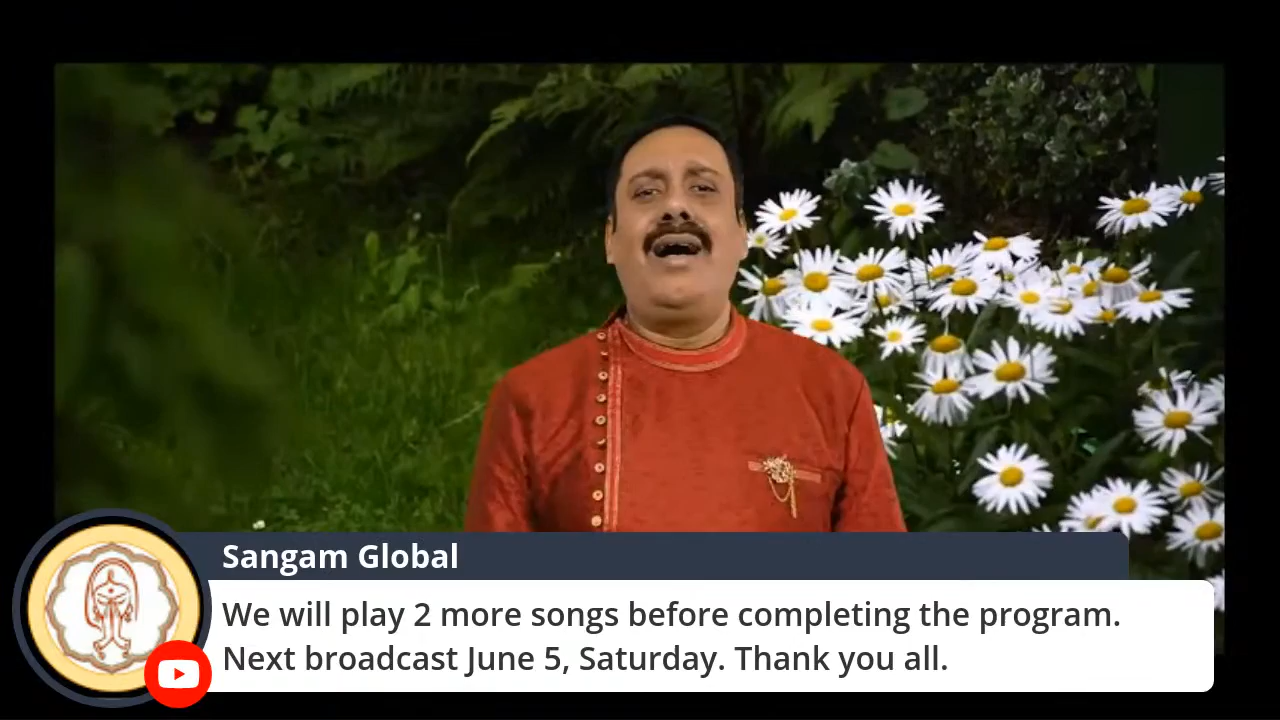 Sangam Global
We will play 2 more songs before completing the program.
Next broadcast June 5, Saturday. Thank you all.